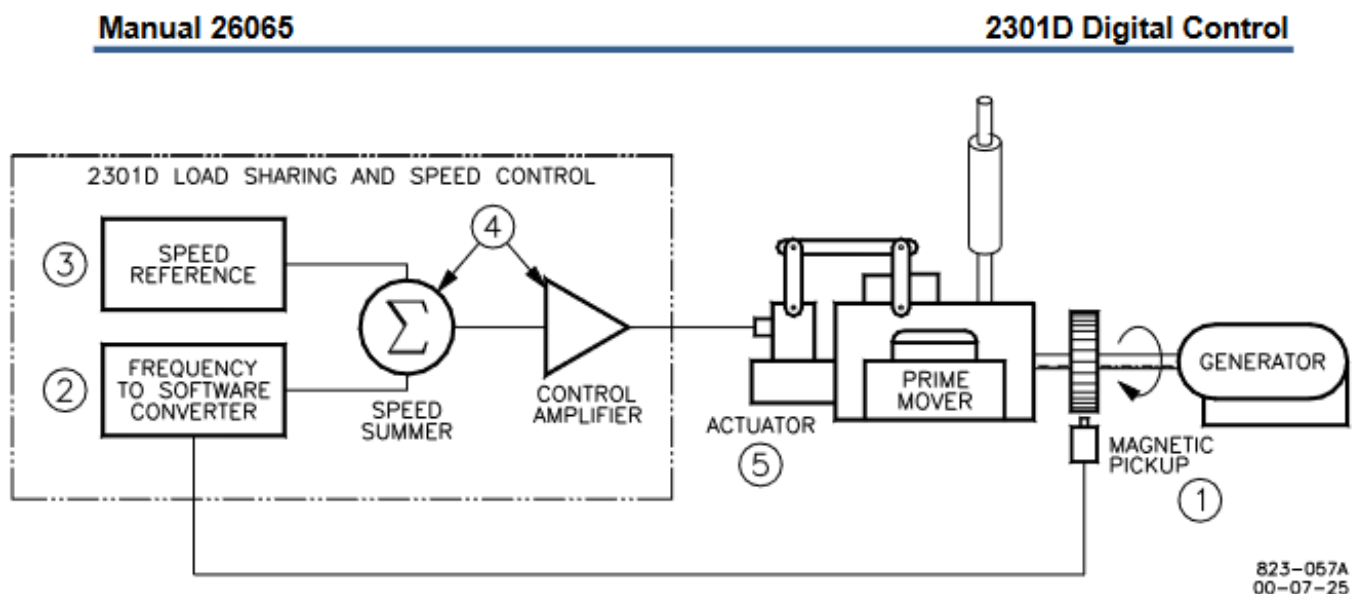 Manual 26065
2301D Digital Control
2301D LOAD SHARING AND SPEED CONTROL
3
SPEED
REFERENCE
4
Σ
2
FREQUENCY
TO SOFTWARE
CONVERTER
SPEED
SUMMER
CONTROL
AMPLIFIER
ACTUATOR
5
PRIME
MOVER
GENERATOR
MAGNETIC
PICKUP
1
823-057A
00-07-25